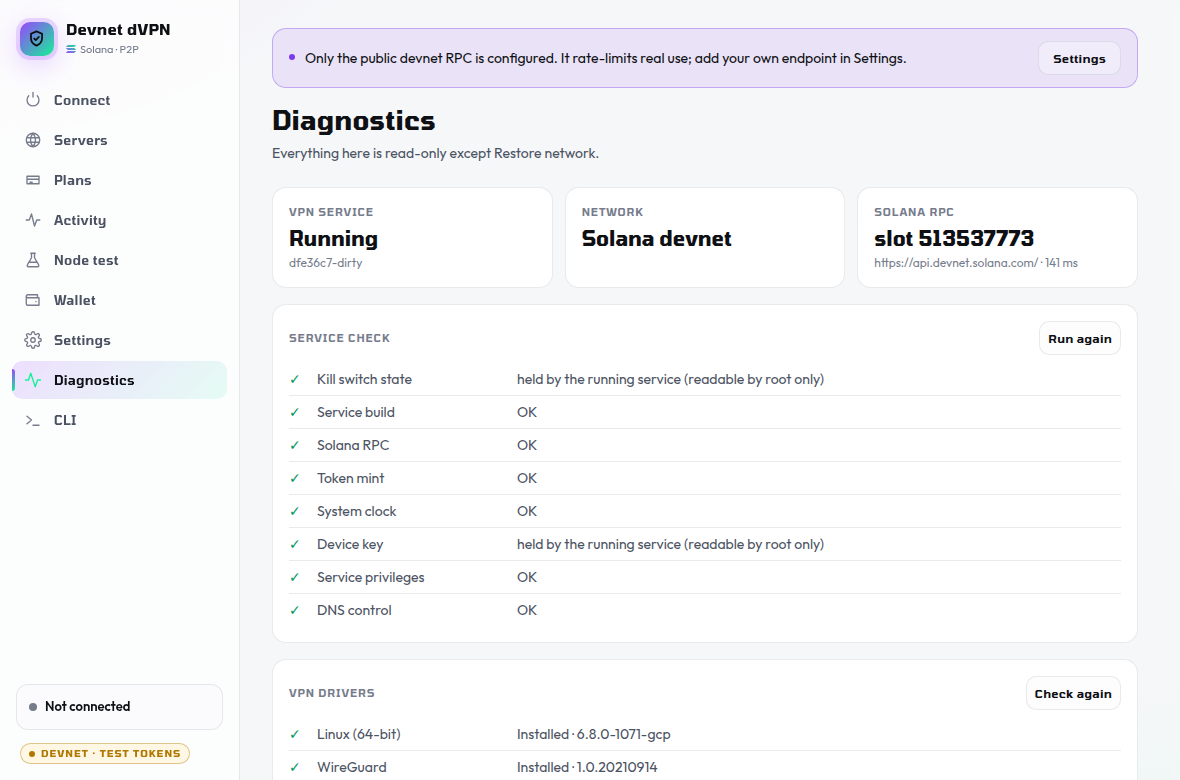 Devnet dVPN
Solana · P2P
Connect
Servers
Plans
Activity
Node test
Wallet
Settings
Diagnostics
CLI
Not connected
DEVNET · TEST TOKENS
Only the public devnet RPC is configured. It rate-limits real use; add your own endpoint in Settings.
Settings
Diagnostics
Everything here is read-only except Restore network.
VPN SERVICE
Running
dfe36c7-dirty
NETWORK
Solana devnet
SOLANA RPC
slot 513537773
https://api.devnet.solana.com/ · 141 ms
SERVICE CHECK
Run again
✓ Kill switch state held by the running service (readable by root only)
✓ Service build OK
✓ Solana RPC OK
✓ Token mint OK
✓ System clock OK
✓ Device key held by the running service (readable by root only)
✓ Service privileges OK
✓ DNS control OK
VPN DRIVERS
Check again
✓ Linux (64-bit) Installed · 6.8.0-1071-gcp
✓ WireGuard Installed · 1.0.20210914